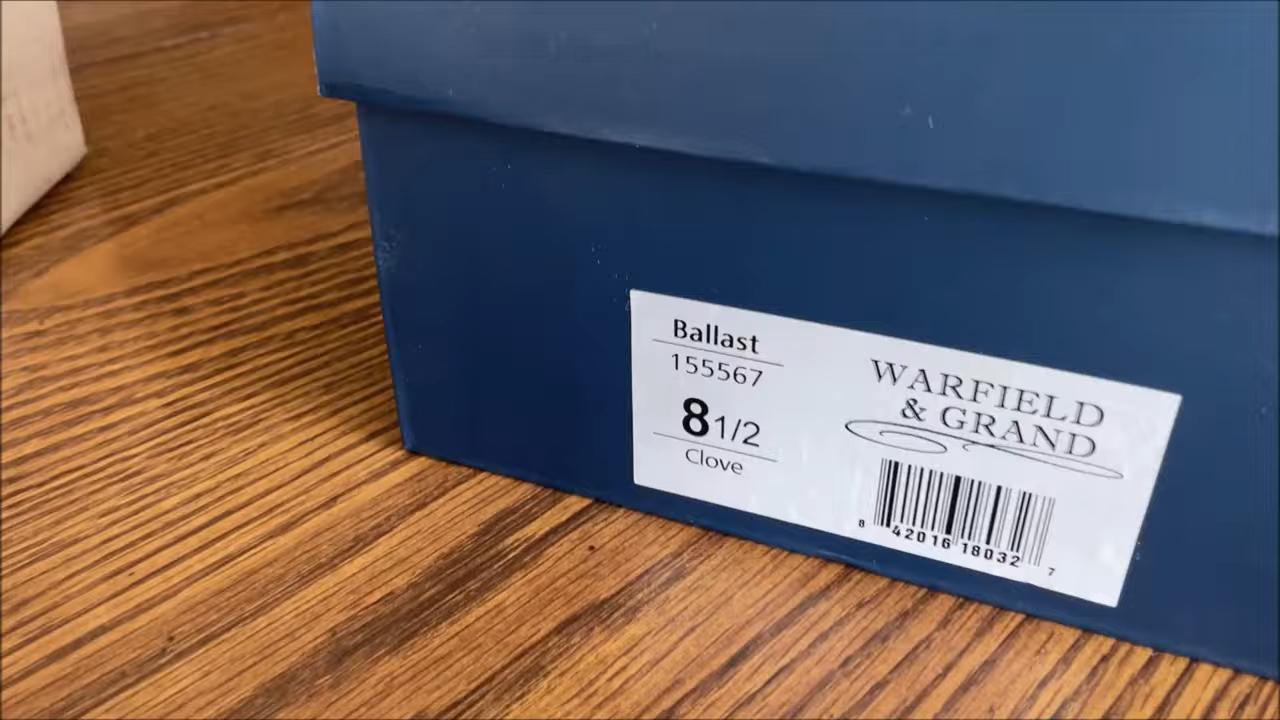 Ballast
155567
8 1/2
Clove
WARFIELD
& GRAND
8 42016 18032 7